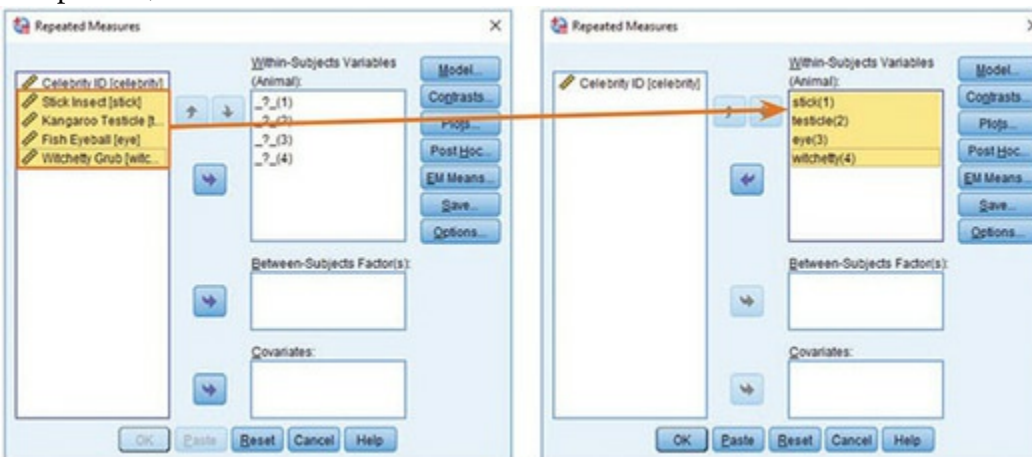 Repeated Measures
Celebrity ID [celebrity]
Stick Insect [stick]
Kangaroo Testicle [t...
Fish Eyeball [eye]
Witchetty Grub [witc...
Within-Subjects Variables
(Animal):
_?_(1)
_?_(2)
_?_(3)
_?_(4)
Between-Subjects Factor(s):
Covariates:
Model...
Contrasts...
Plots...
Post Hoc...
EM Means...
Save...
Options...
OK Paste Reset Cancel Help
Repeated Measures
Celebrity ID [celebrity]
Within-Subjects Variables
(Animal):
stick(1)
testicle(2)
eye(3)
witchetty(4)
Between-Subjects Factor(s):
Covariates:
Model...
Contrasts...
Plots...
Post Hoc...
EM Means...
Save...
Options...
OK Paste Reset Cancel Help